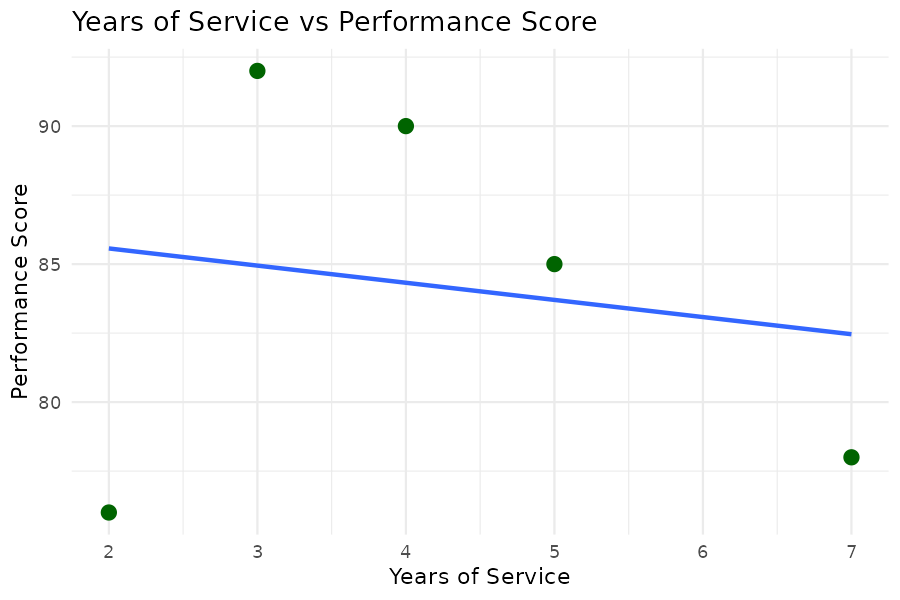 Years of Service vs Performance Score
Performance Score
90
85
80
2 3 4 5 6 7
Years of Service